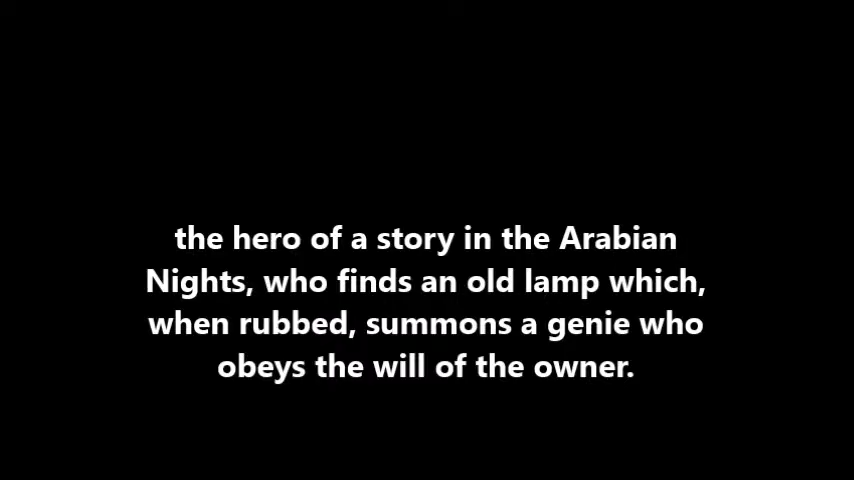 the hero of a story in the Arabian
Nights, who finds an old lamp which,
when rubbed, summons a genie who
obeys the will of the owner.